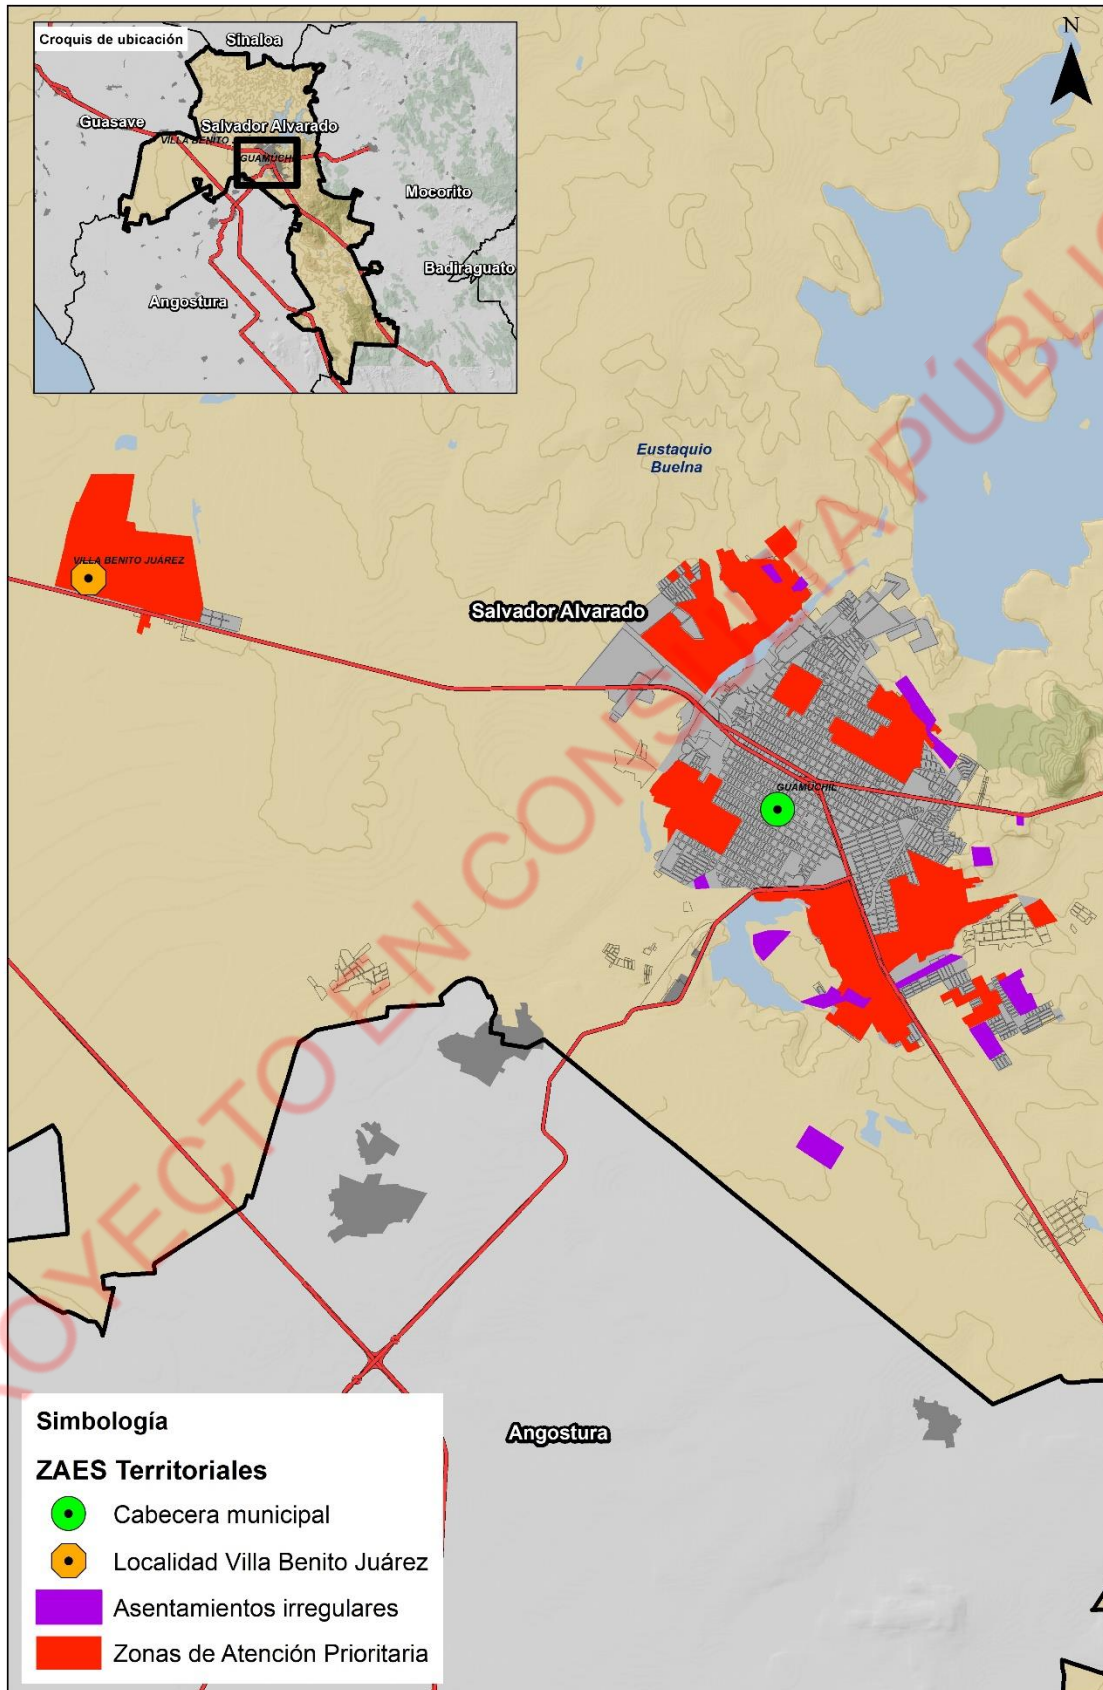 Croquis de ubicación
Sinaloa
Guasave
Salvador Alvarado
VILLA BENITO
GUAMUCHIL
Mocorito
Badiraguato
Angostura
N
Eustaquio
Buelna
VILLA BENITO JUÁREZ
Salvador Alvarado
GUAMUCHIL
Angostura
PROYECTO EN CONSULTA PÚBLICA
Simbología
ZAES Territoriales
Cabecera municipal
Localidad Villa Benito Juárez
Asentamientos irregulares
Zonas de Atención Prioritaria